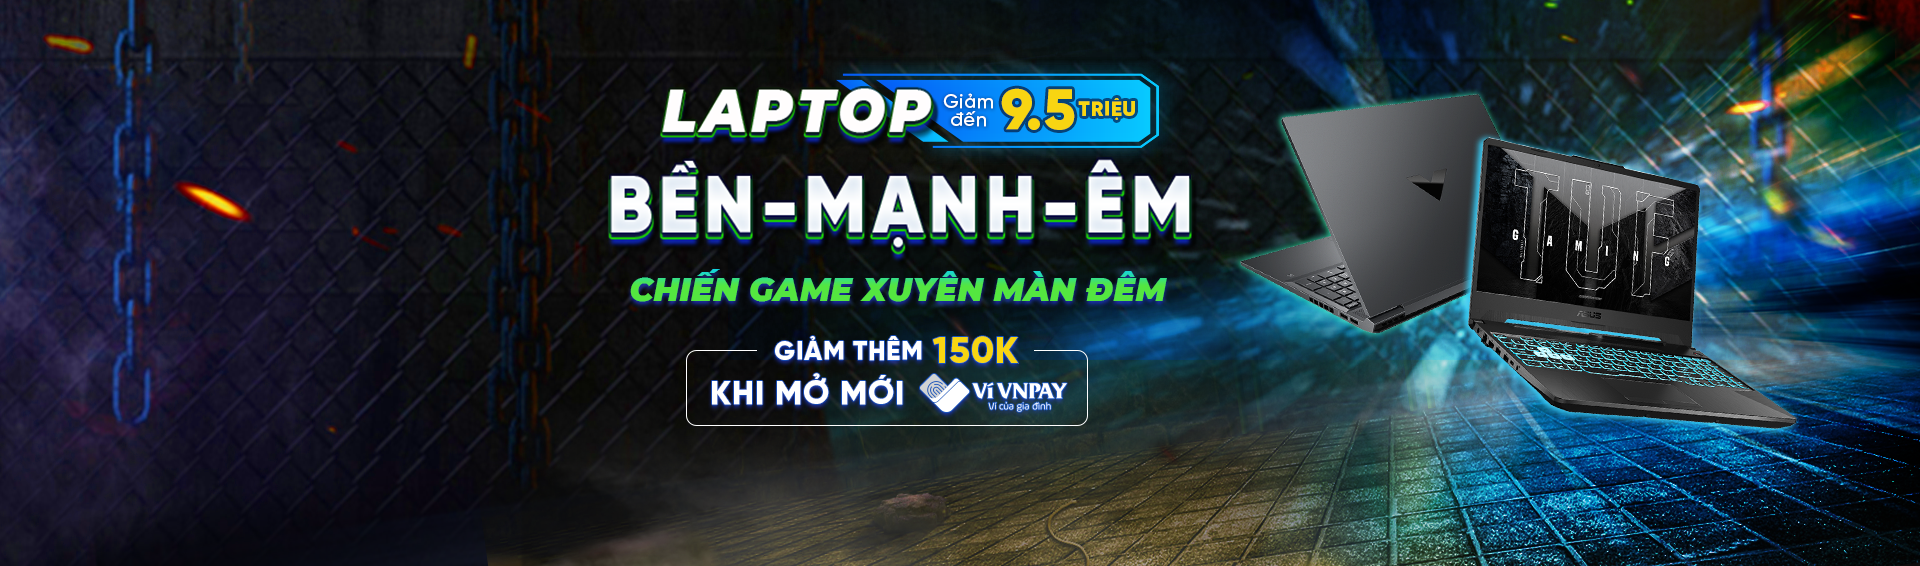 LAPTOP Giảm đến 9.5 TRIỆU
BỀN-MẠNH-ÊM
CHIẾN GAME XUYÊN MÀN ĐÊM
GIẢM THÊM 150K
KHI MỞ MỚI Ví VNPAY
Ví của gia đình
TUF
GAMING
ASUS